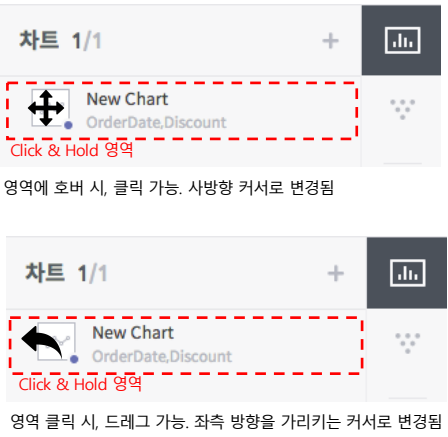 차트 1/1
New Chart
OrderDate,Discount
Click & Hold 영역
영역에 호버 시, 클릭 가능. 사방향 커서로 변경됨
차트 1/1
New Chart
OrderDate,Discount
Click & Hold 영역
영역 클릭 시, 드레그 가능. 좌측 방향을 가리키는 커서로 변경됨